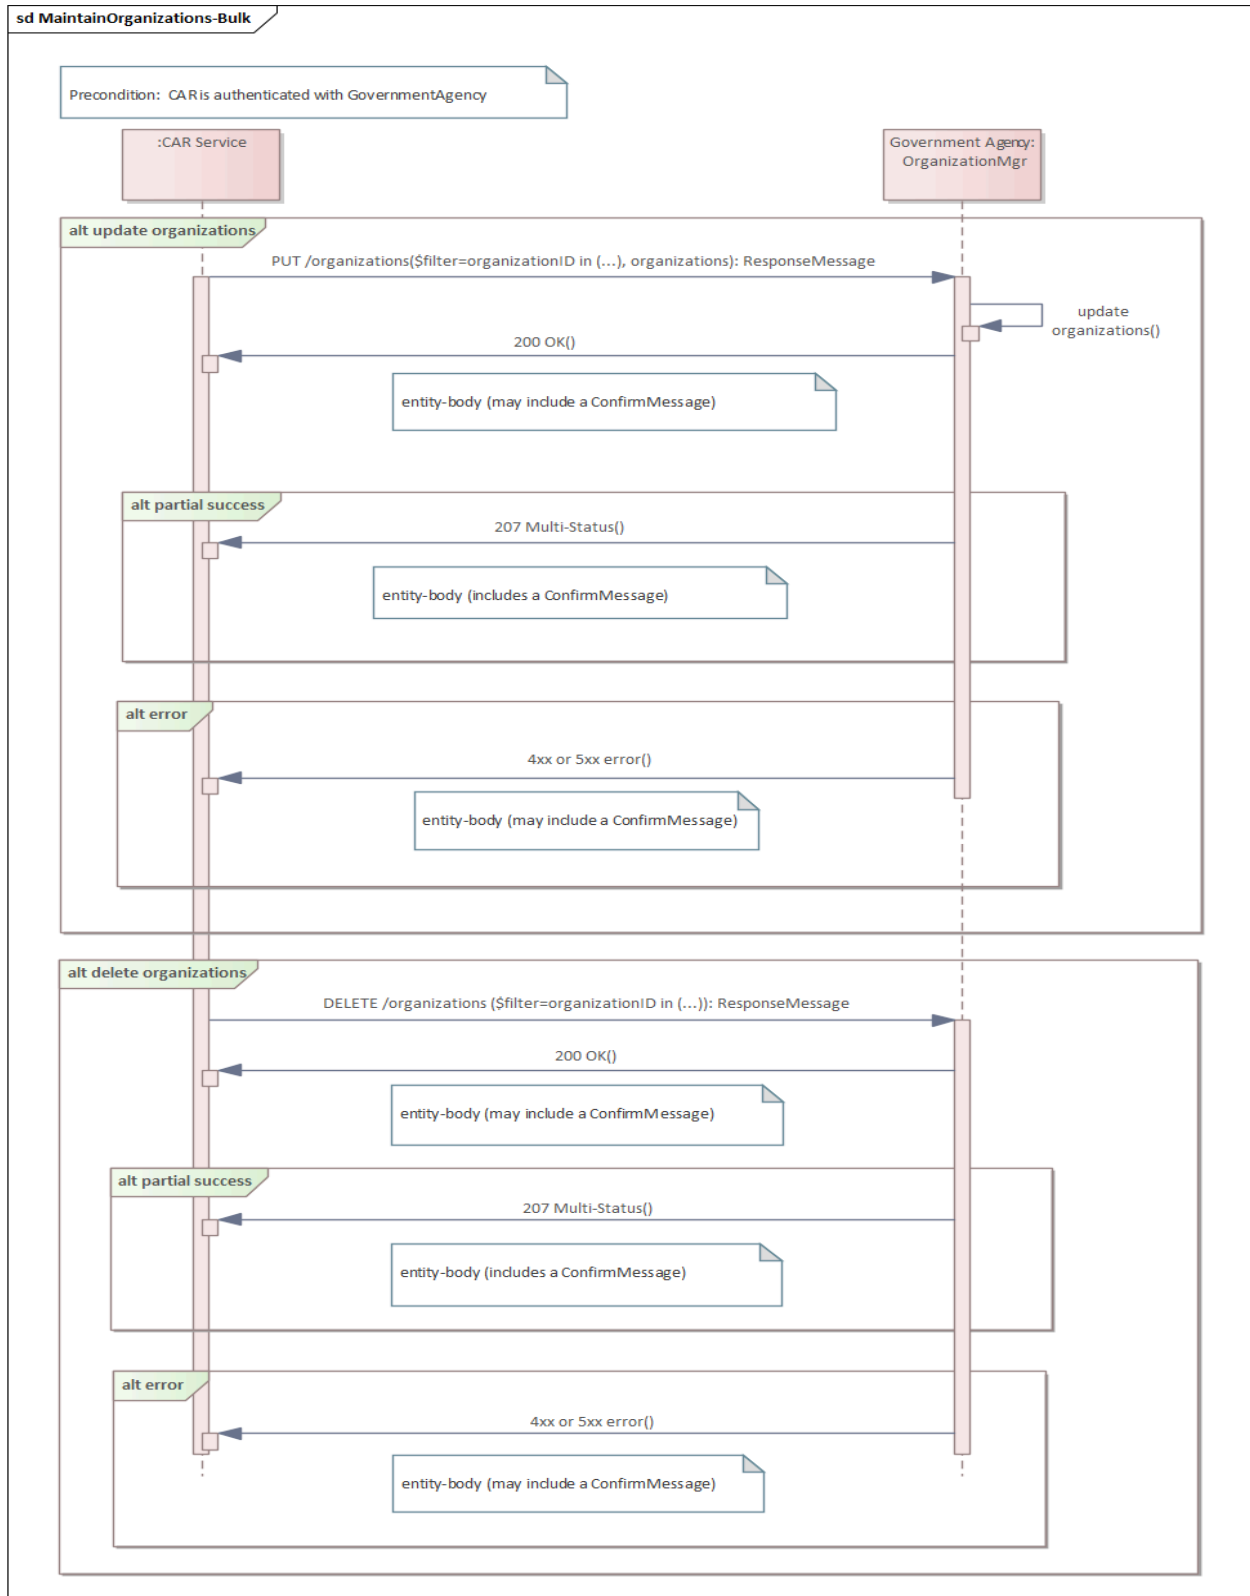 sd MaintainOrganizations-Bulk
Precondition: CAR is authenticated with GovernmentAgency
:CAR Service
Government Agency:
OrganizationMgr
alt update organizations
PUT /organizations($filter=organizationID in (...), organizations): ResponseMessage
update
organizations()
200 OK()
entity-body (may include a ConfirmMessage)
alt partial success
207 Multi-Status()
entity-body (includes a ConfirmMessage)
alt error
4xx or 5xx error()
entity-body (may include a ConfirmMessage)
alt delete organizations
DELETE /organizations ($filter=organizationID in (...)): ResponseMessage
200 OK()
entity-body (may include a ConfirmMessage)
alt partial success
207 Multi-Status()
entity-body (includes a ConfirmMessage)
alt error
4xx or 5xx error()
entity-body (may include a ConfirmMessage)